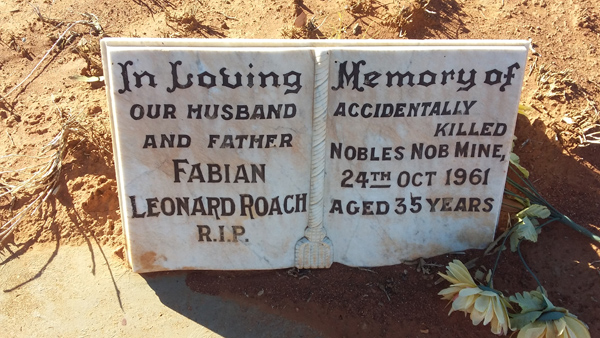 In Loving
OUR HUSBAND
AND FATHER
FABIAN
LEONARD ROACH
R.I.P.
Memory of
ACCIDENTALLY
KILLED
NOBLES NOB MINE,
24TH OCT 1961
AGED 35 YEARS